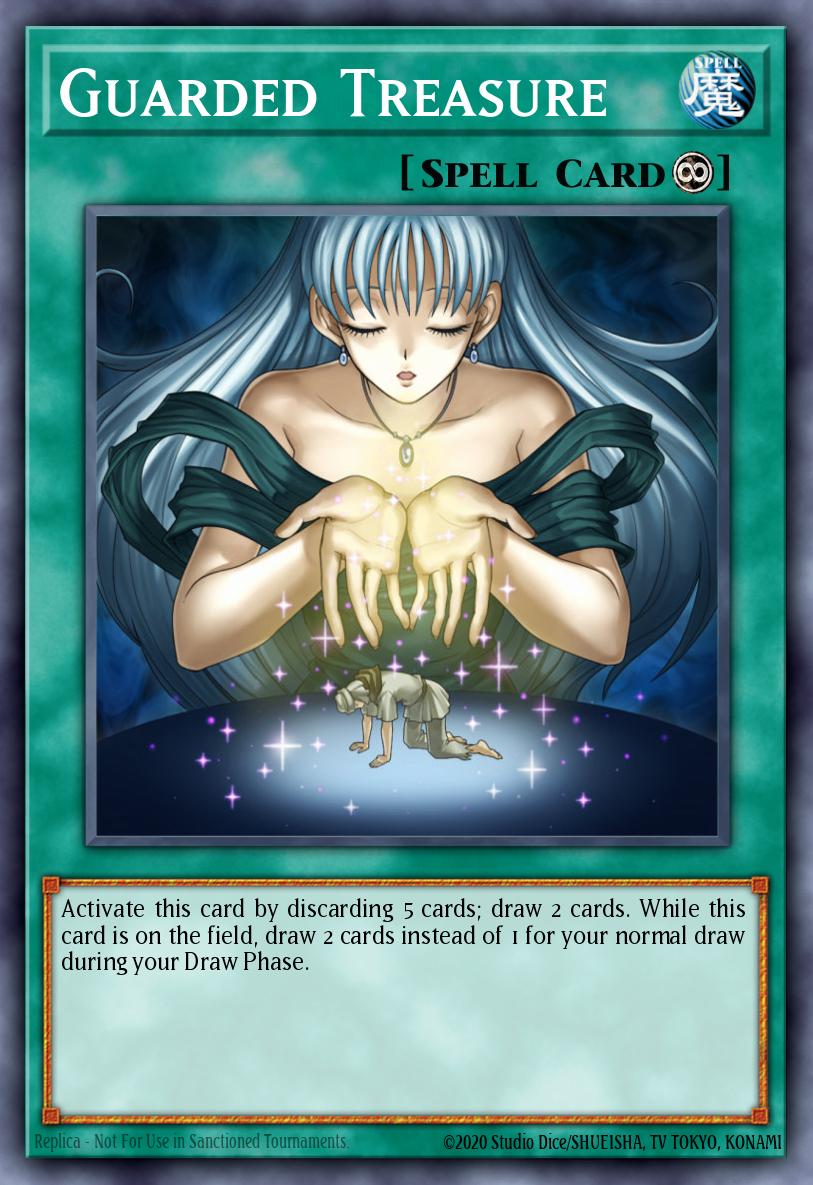 Guarded Treasure
SPELL
魔
[Spell Card]
Activate this card by discarding 5 cards; draw 2 cards. While this
card is on the field, draw 2 cards instead of 1 for your normal draw
during your Draw Phase.
Replica - Not For Use in Sanctioned Tournaments.
©2020 Studio Dice/SHUEISHA, TV TOKYO, KONAMI